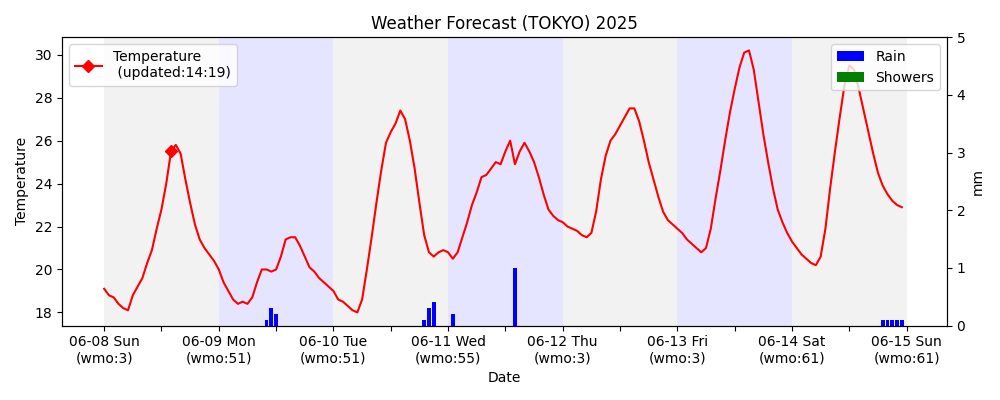 Weather Forecast (TOKYO) 2025
Temperature
(updated:14:19)
Rain
Showers
Temperature
30
28
26
24
22
20
18
5
4
3
2
1
0
mm
06-08 Sun
(wmo:3)
06-09 Mon
(wmo:51)
06-10 Tue
(wmo:51)
06-11 Wed
(wmo:55)
06-12 Thu
(wmo:3)
06-13 Fri
(wmo:3)
06-14 Sat
(wmo:61)
06-15 Sun
(wmo:61)
Date